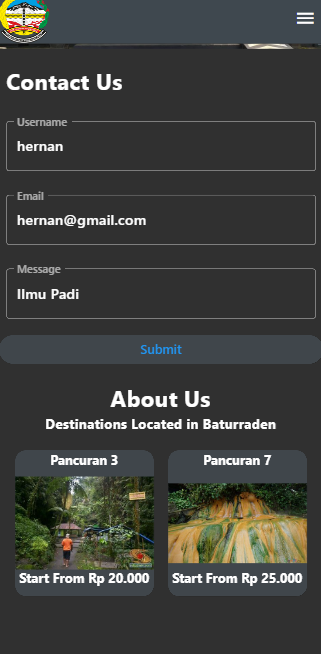 Contact Us
Username
hernan
Email
hernan@gmail.com
Message
Ilmu Padi
Submit
About Us
Destinations Located in Baturraden
Pancuran 3
Pancuran 7
Start From Rp 20.000
Start From Rp 25.000